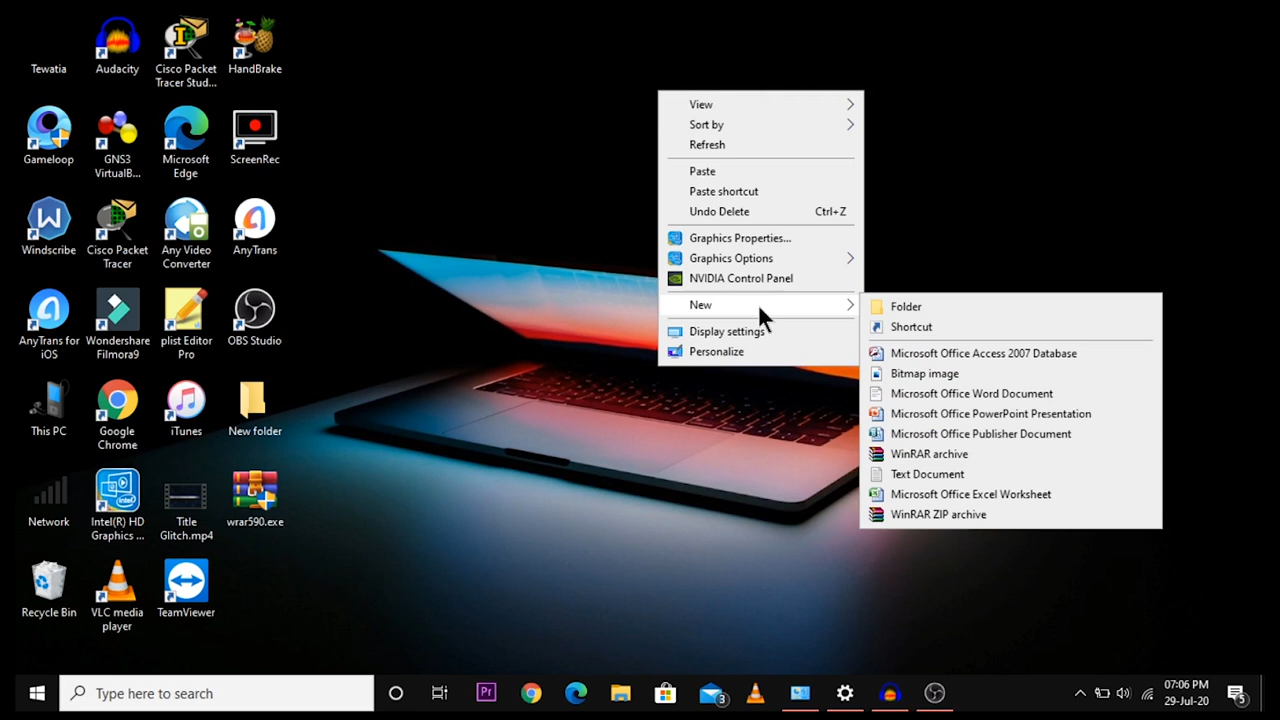 Tewatia
Audacity
Cisco Packet
Tracer Stud...
HandBrake
Gameloop
GNS3
VirtualB...
Microsoft
Edge
ScreenRec
Windscribe
Cisco Packet
Tracer
Any Video
Converter
AnyTrans
AnyTrans for
iOS
Wondershare
Filmora9
plist Editor
Pro
OBS Studio
This PC
Google
Chrome
iTunes
New folder
Network
Intel(R) HD
Graphics ...
Title
Glitch.mp4
wrar590.exe
Recycle Bin
VLC media
player
TeamViewer
View
Sort by
Refresh
Paste
Paste shortcut
Undo Delete Ctrl+Z
Graphics Properties...
Graphics Options
NVIDIA Control Panel
New
Display settings
Personalize
Folder
Shortcut
Microsoft Office Access 2007 Database
Bitmap image
Microsoft Office Word Document
Microsoft Office PowerPoint Presentation
Microsoft Office Publisher Document
WinRAR archive
Text Document
Microsoft Office Excel Worksheet
WinRAR ZIP archive
Type here to search
Pr
3
07:06 PM
29-Jul-20
5